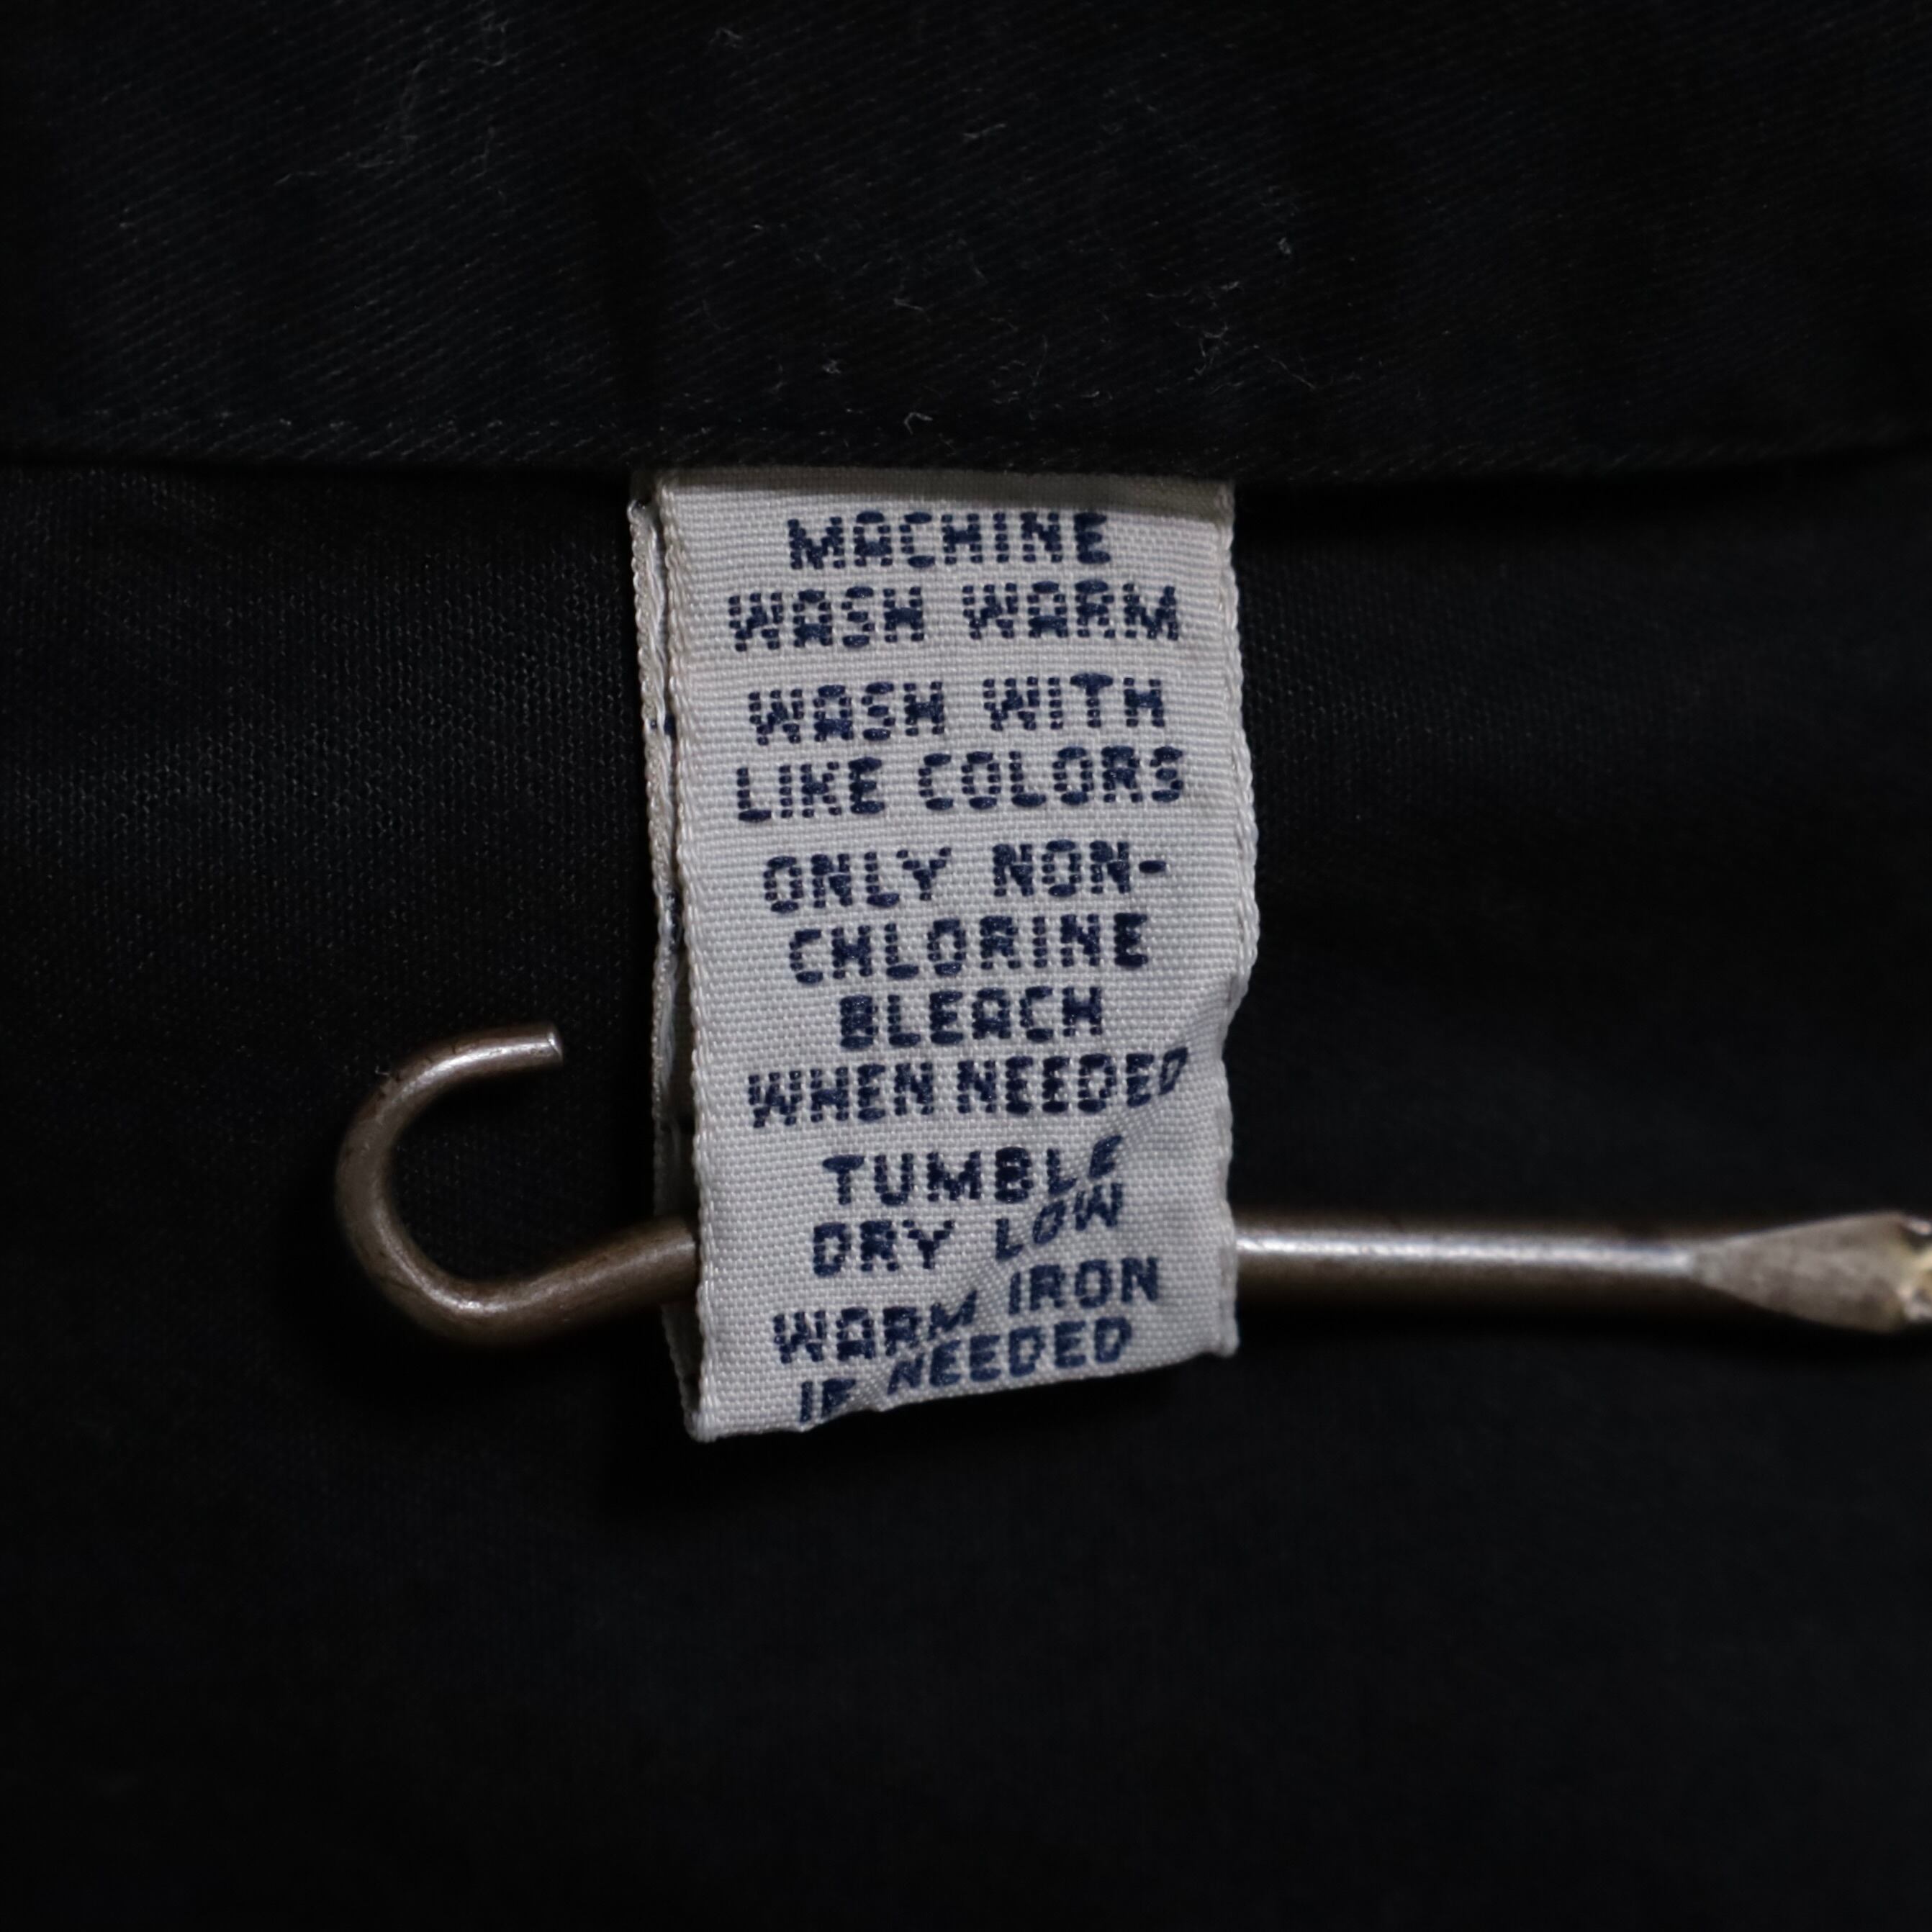 MACHINE
WASH WARM
WASH WITH
LIKE COLORS
ONLY NON-
CHLORINE
BLEACH
WHEN NEEDED
TUMBLE
DRY LOW
WARM IRON
IF NEEDED